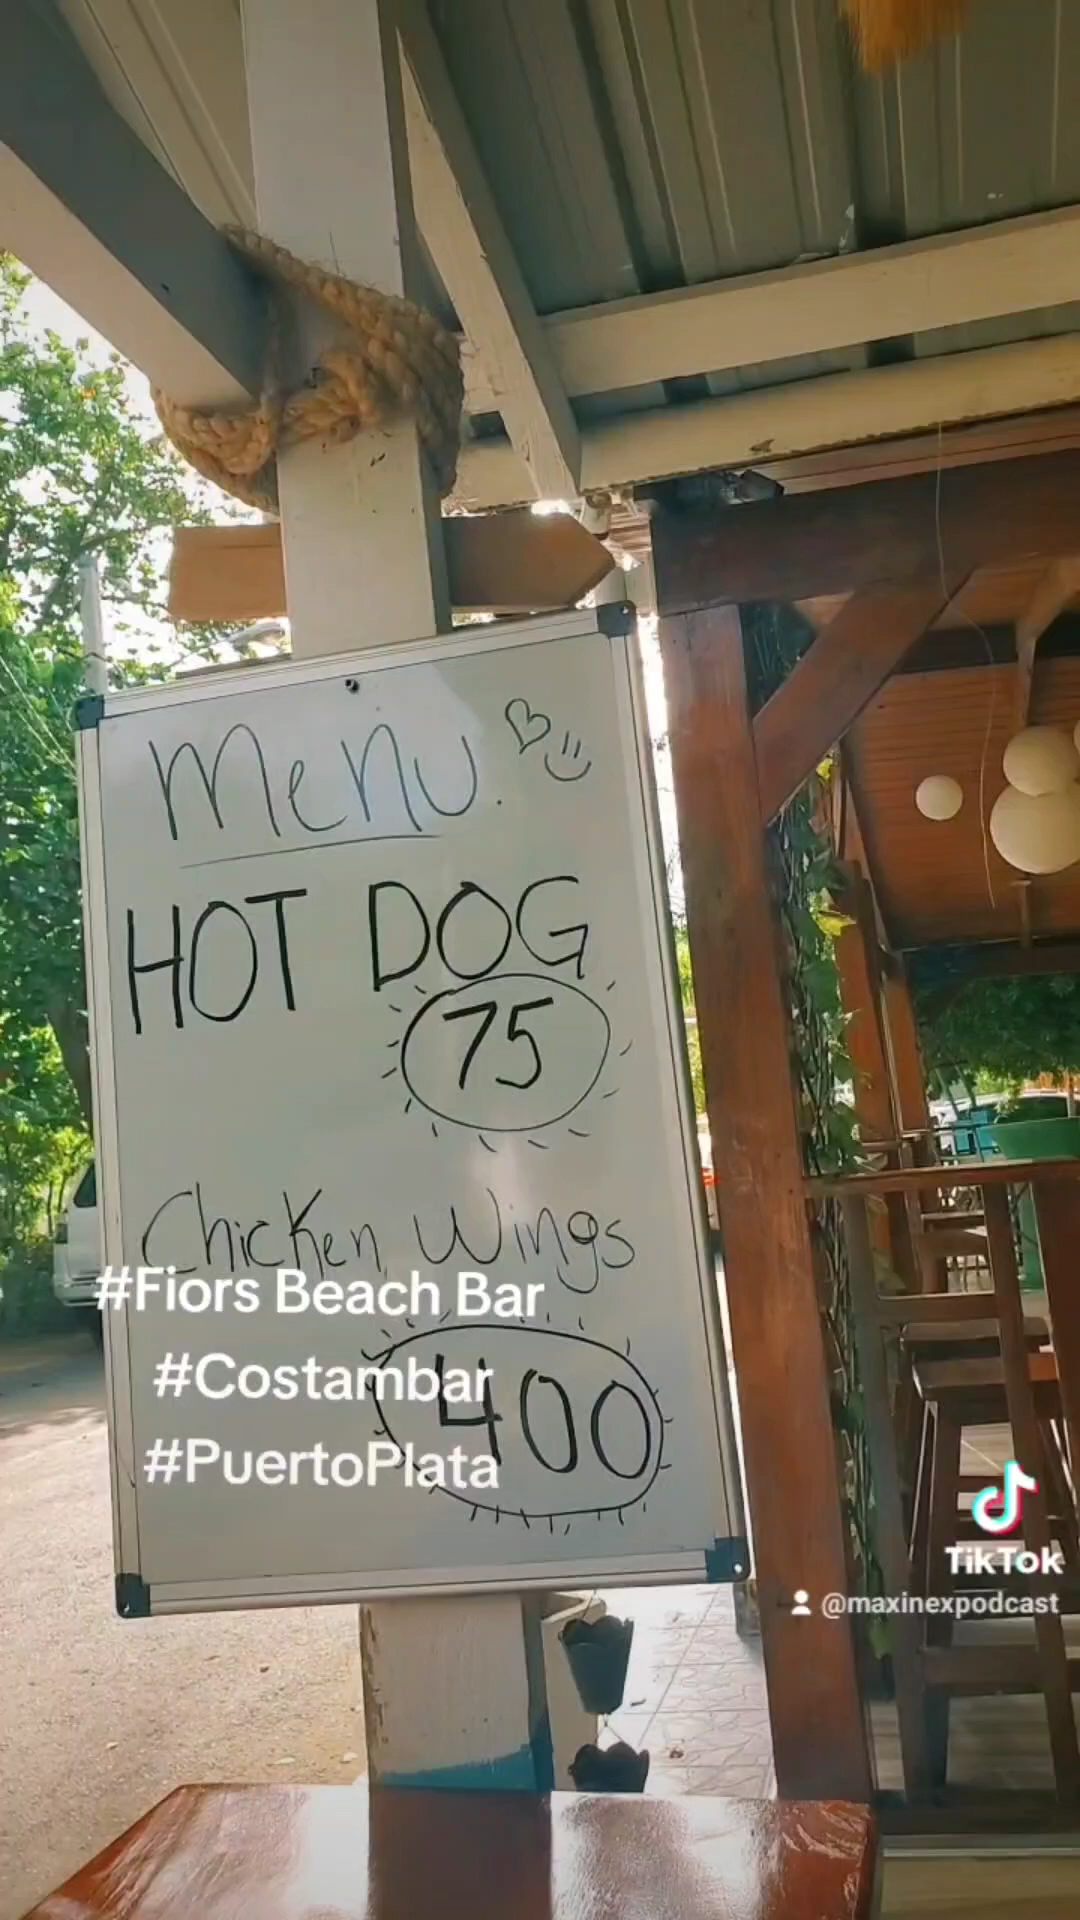 Menu.
HOT DOG
75
Chicken Wings
#Fiors Beach Bar
#Costambar
400
#PuertoPlata
TikTok
@maxinexpodcast